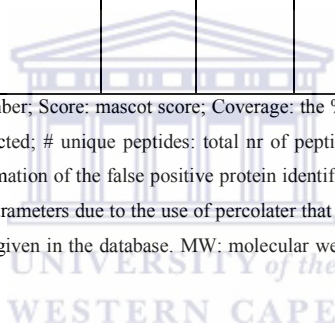 ber; Score: mascot score; Coverage: the %
cted; # unique peptides: total nr of pepti
mation of the false positive protein identif
arameters due to the use of percolater that
given in the database. MW: molecular we
UNIVERSITY of the
WESTERN CAPE